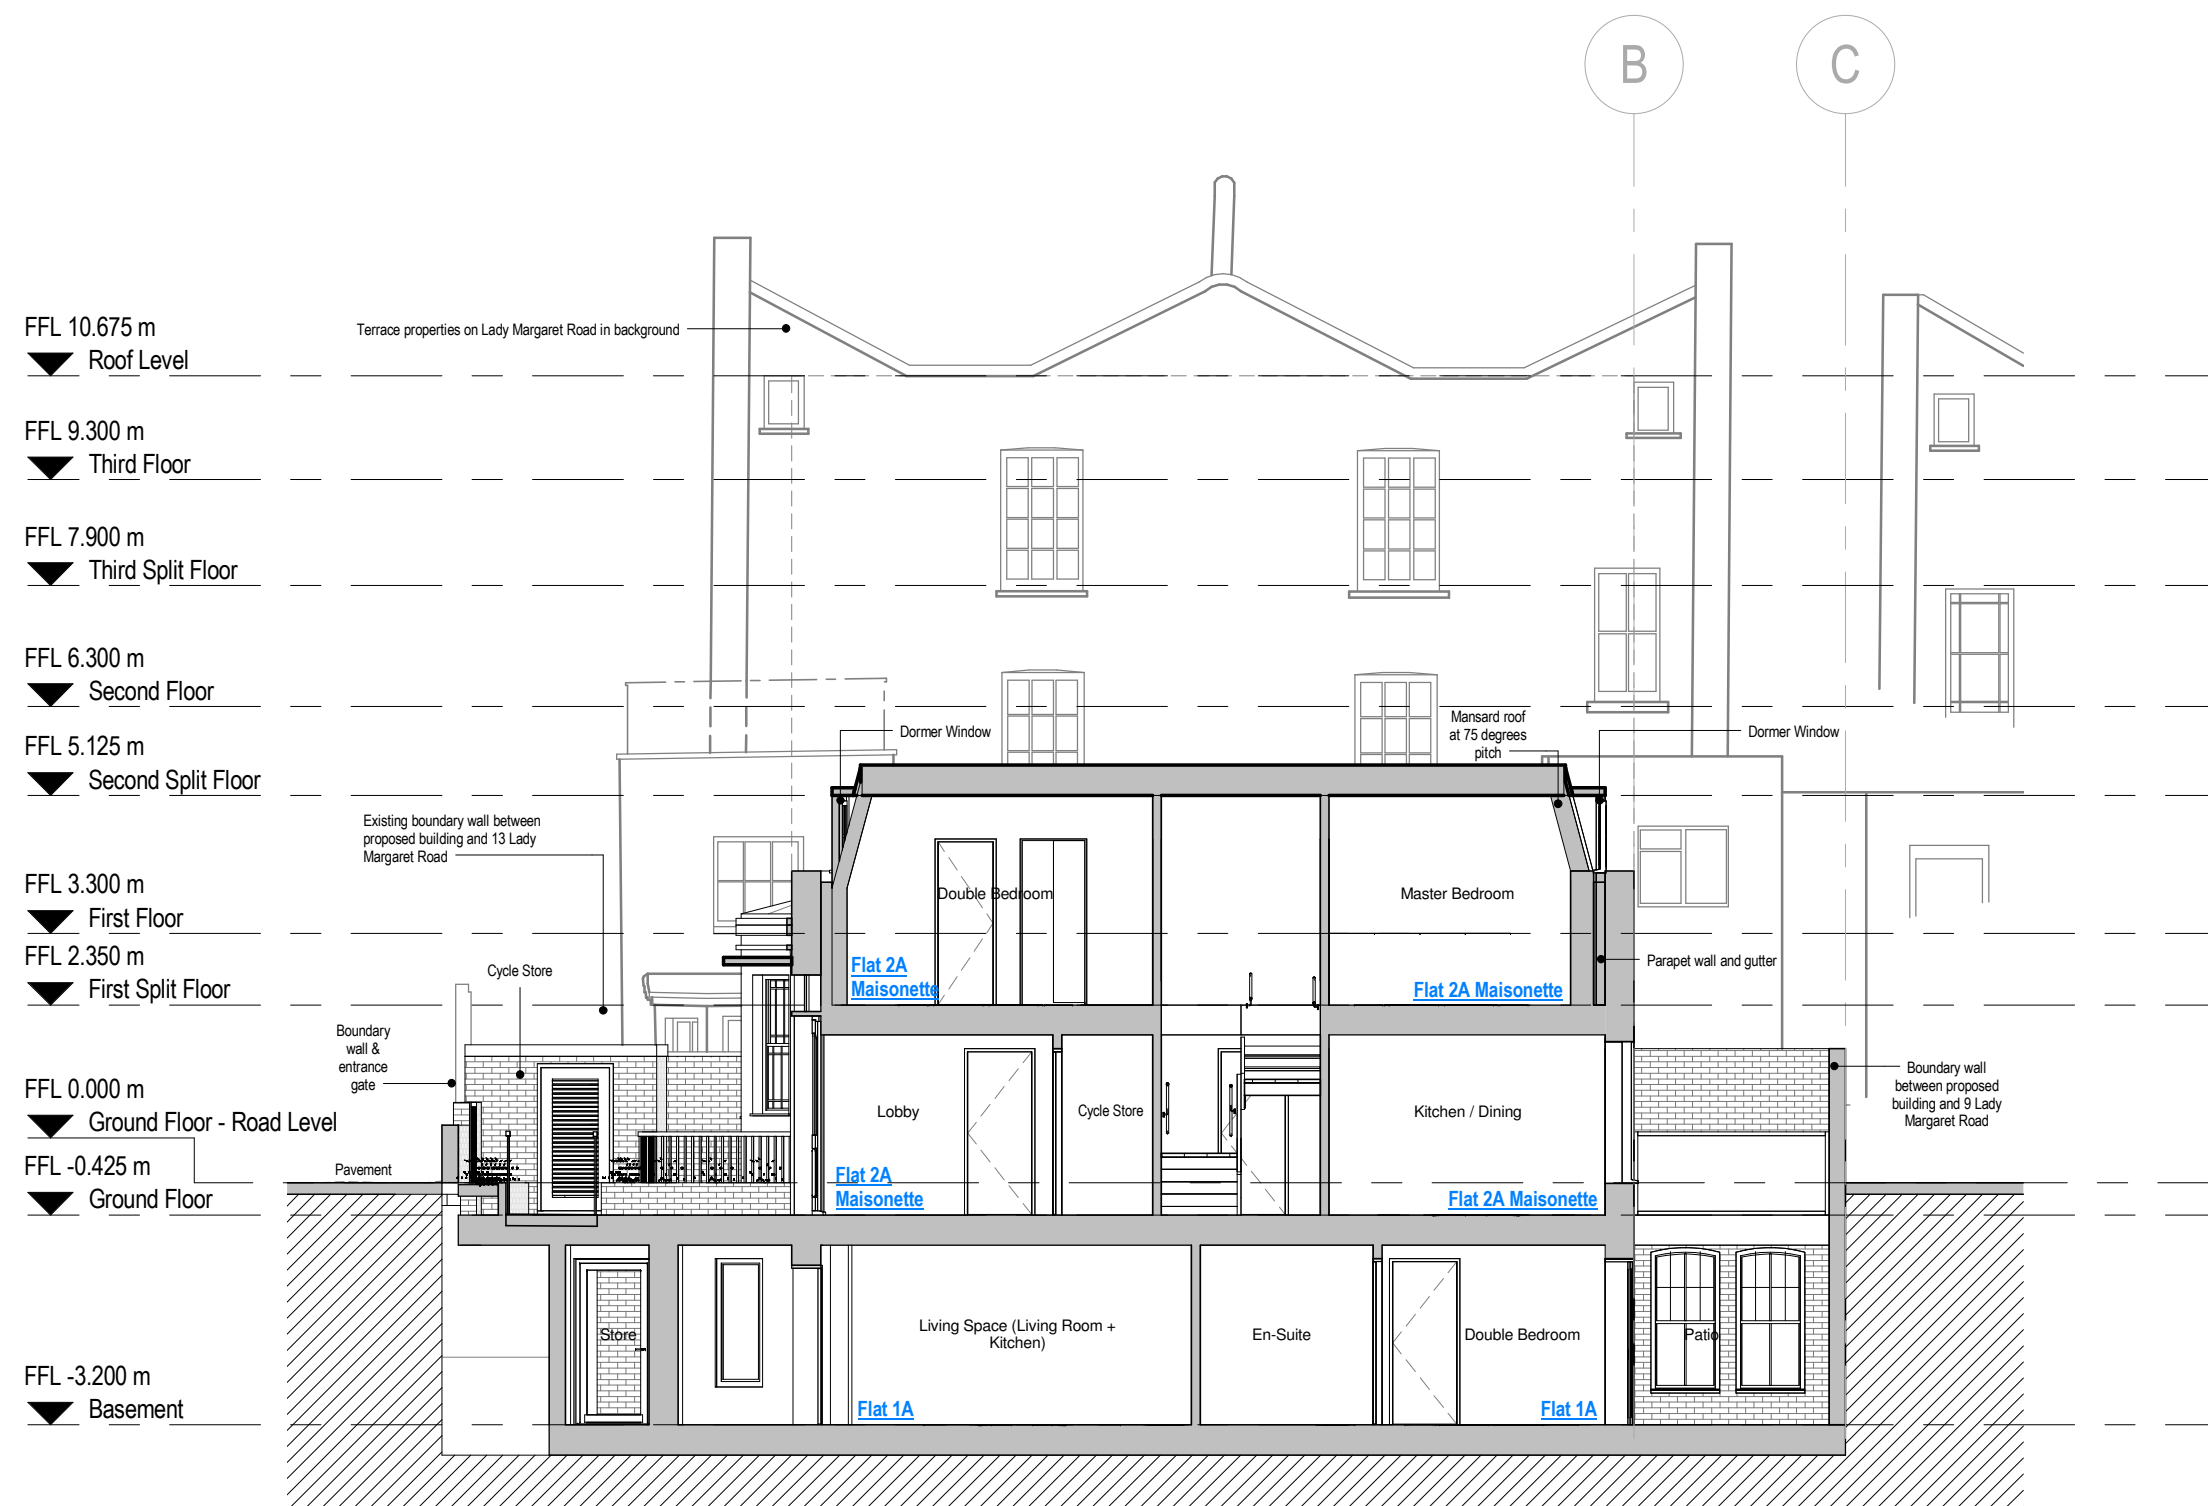 B
C
FFL 10.675 m
Roof Level
Terrace properties on Lady Margaret Road in background
FFL 9.300 m
Third Floor
FFL 7.900 m
Third Split Floor
FFL 6.300 m
Second Floor
FFL 5.125 m
Second Split Floor
Dormer Window
Mansard roof
at 75 degrees
pitch
Dormer Window
Existing boundary wall between
proposed building and 13 Lady
Margaret Road
FFL 3.300 m
First Floor
Double Bedroom
Master Bedroom
FFL 2.350 m
First Split Floor
Cycle Store
Flat 2A
Maisonette
Flat 2A Maisonette
Parapet wall and gutter
Boundary
wall &
entrance
gate
FFL 0.000 m
Ground Floor - Road Level
Lobby
Cycle Store
Kitchen / Dining
Boundary wall
between proposed
building and 9 Lady
Margaret Road
FFL -0.425 m
Ground Floor
Pavement
Flat 2A
Maisonette
Flat 2A Maisonette
Store
Living Space (Living Room +
Kitchen)
En-Suite
Double Bedroom
Patio
FFL -3.200 m
Basement
Flat 1A
Flat 1A